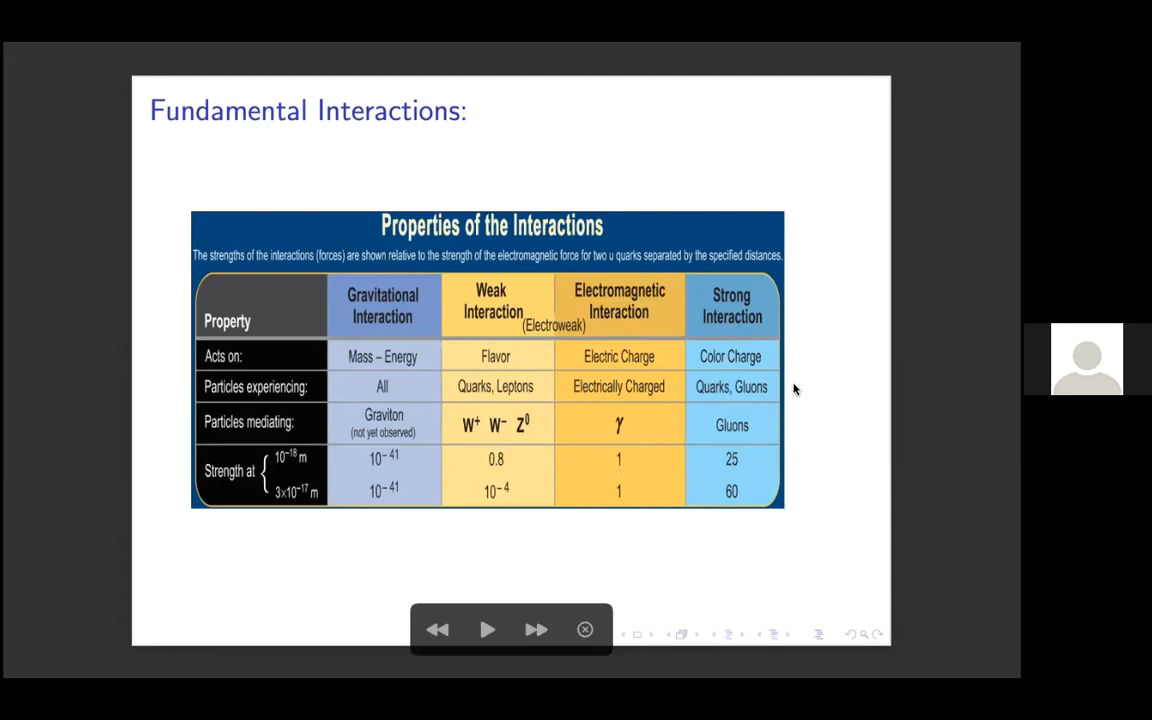 Fundamental Interactions:
Properties of the Interactions
The strengths of the interactions (forces) are shown relative to the strength of the electromagnetic force for two u quarks separated by the specified distances.
Property Gravitational Interaction Weak Interaction Electromagnetic Interaction Strong Interaction
(Electroweak)
Acts on: Mass – Energy Flavor Electric Charge Color Charge
Particles experiencing: All Quarks, Leptons Electrically Charged Quarks, Gluons
Particles mediating: Graviton (not yet observed) W⁺ W⁻ Z⁰ γ Gluons
Strength at { 10⁻¹⁸ m 10⁻⁴¹ 0.8 1 25
3×10⁻¹⁷ m 10⁻⁴¹ 10⁻⁴ 1 60